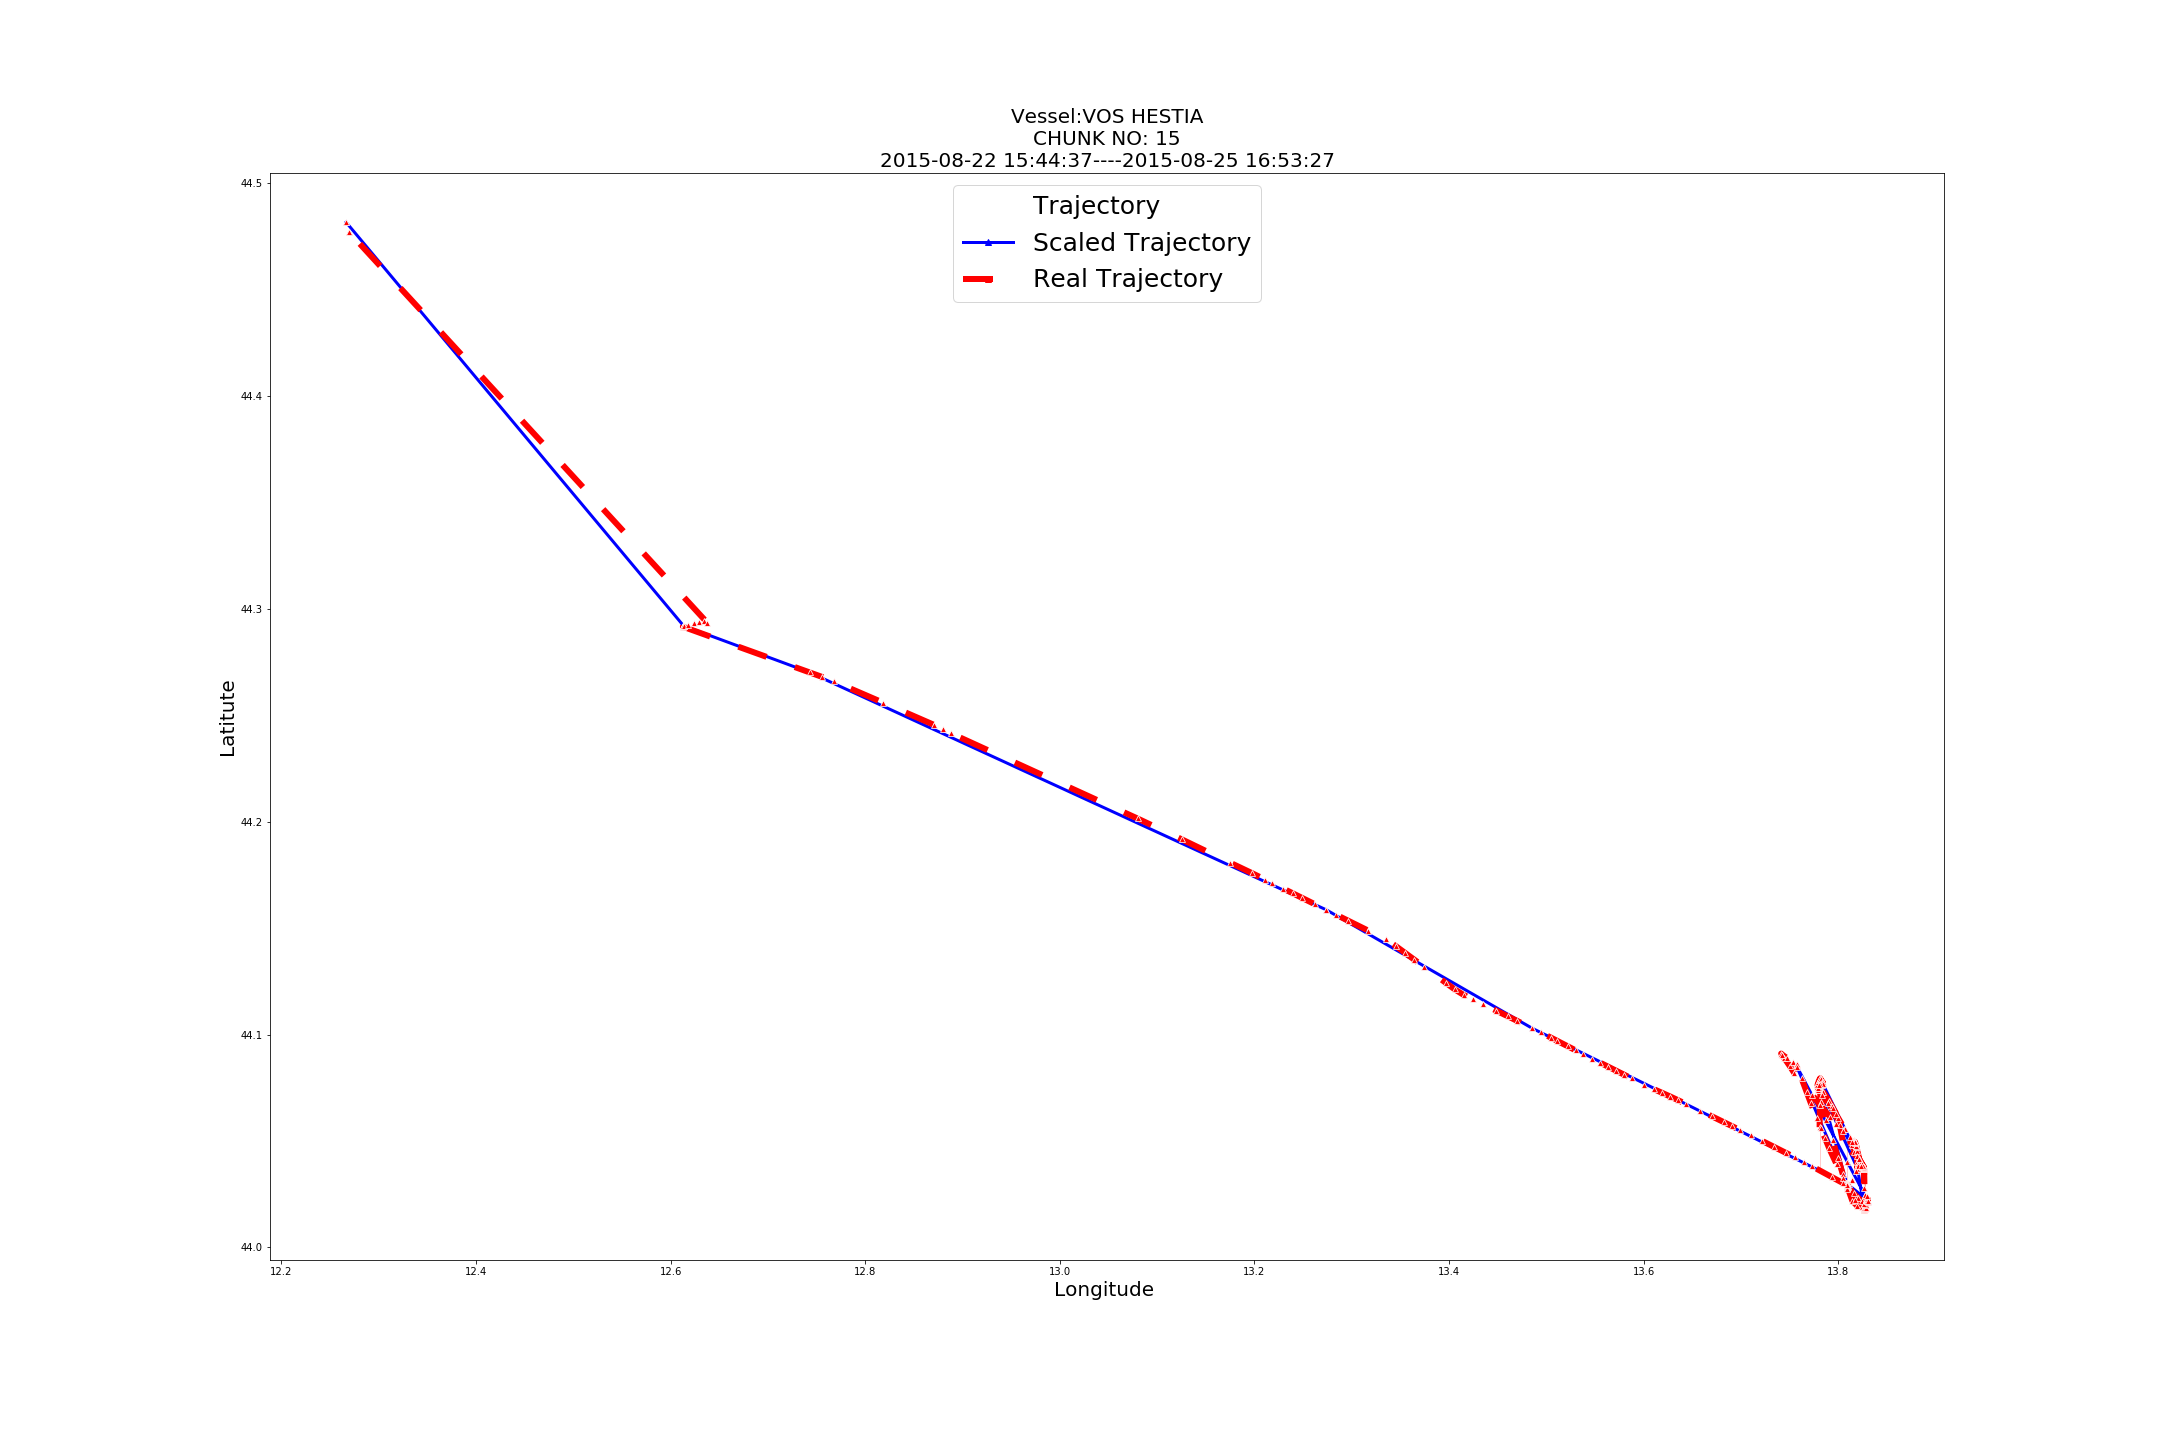 Vessel:VOS HESTIA
CHUNK NO: 15
2015-08-22 15:44:37----2015-08-25 16:53:27
Trajectory
Scaled Trajectory
Real Trajectory
44.5
44.4
44.3
44.2
44.1
44.0
Latitute
12.2 12.4 12.6 12.8 13.0 13.2 13.4 13.6 13.8
Longitude